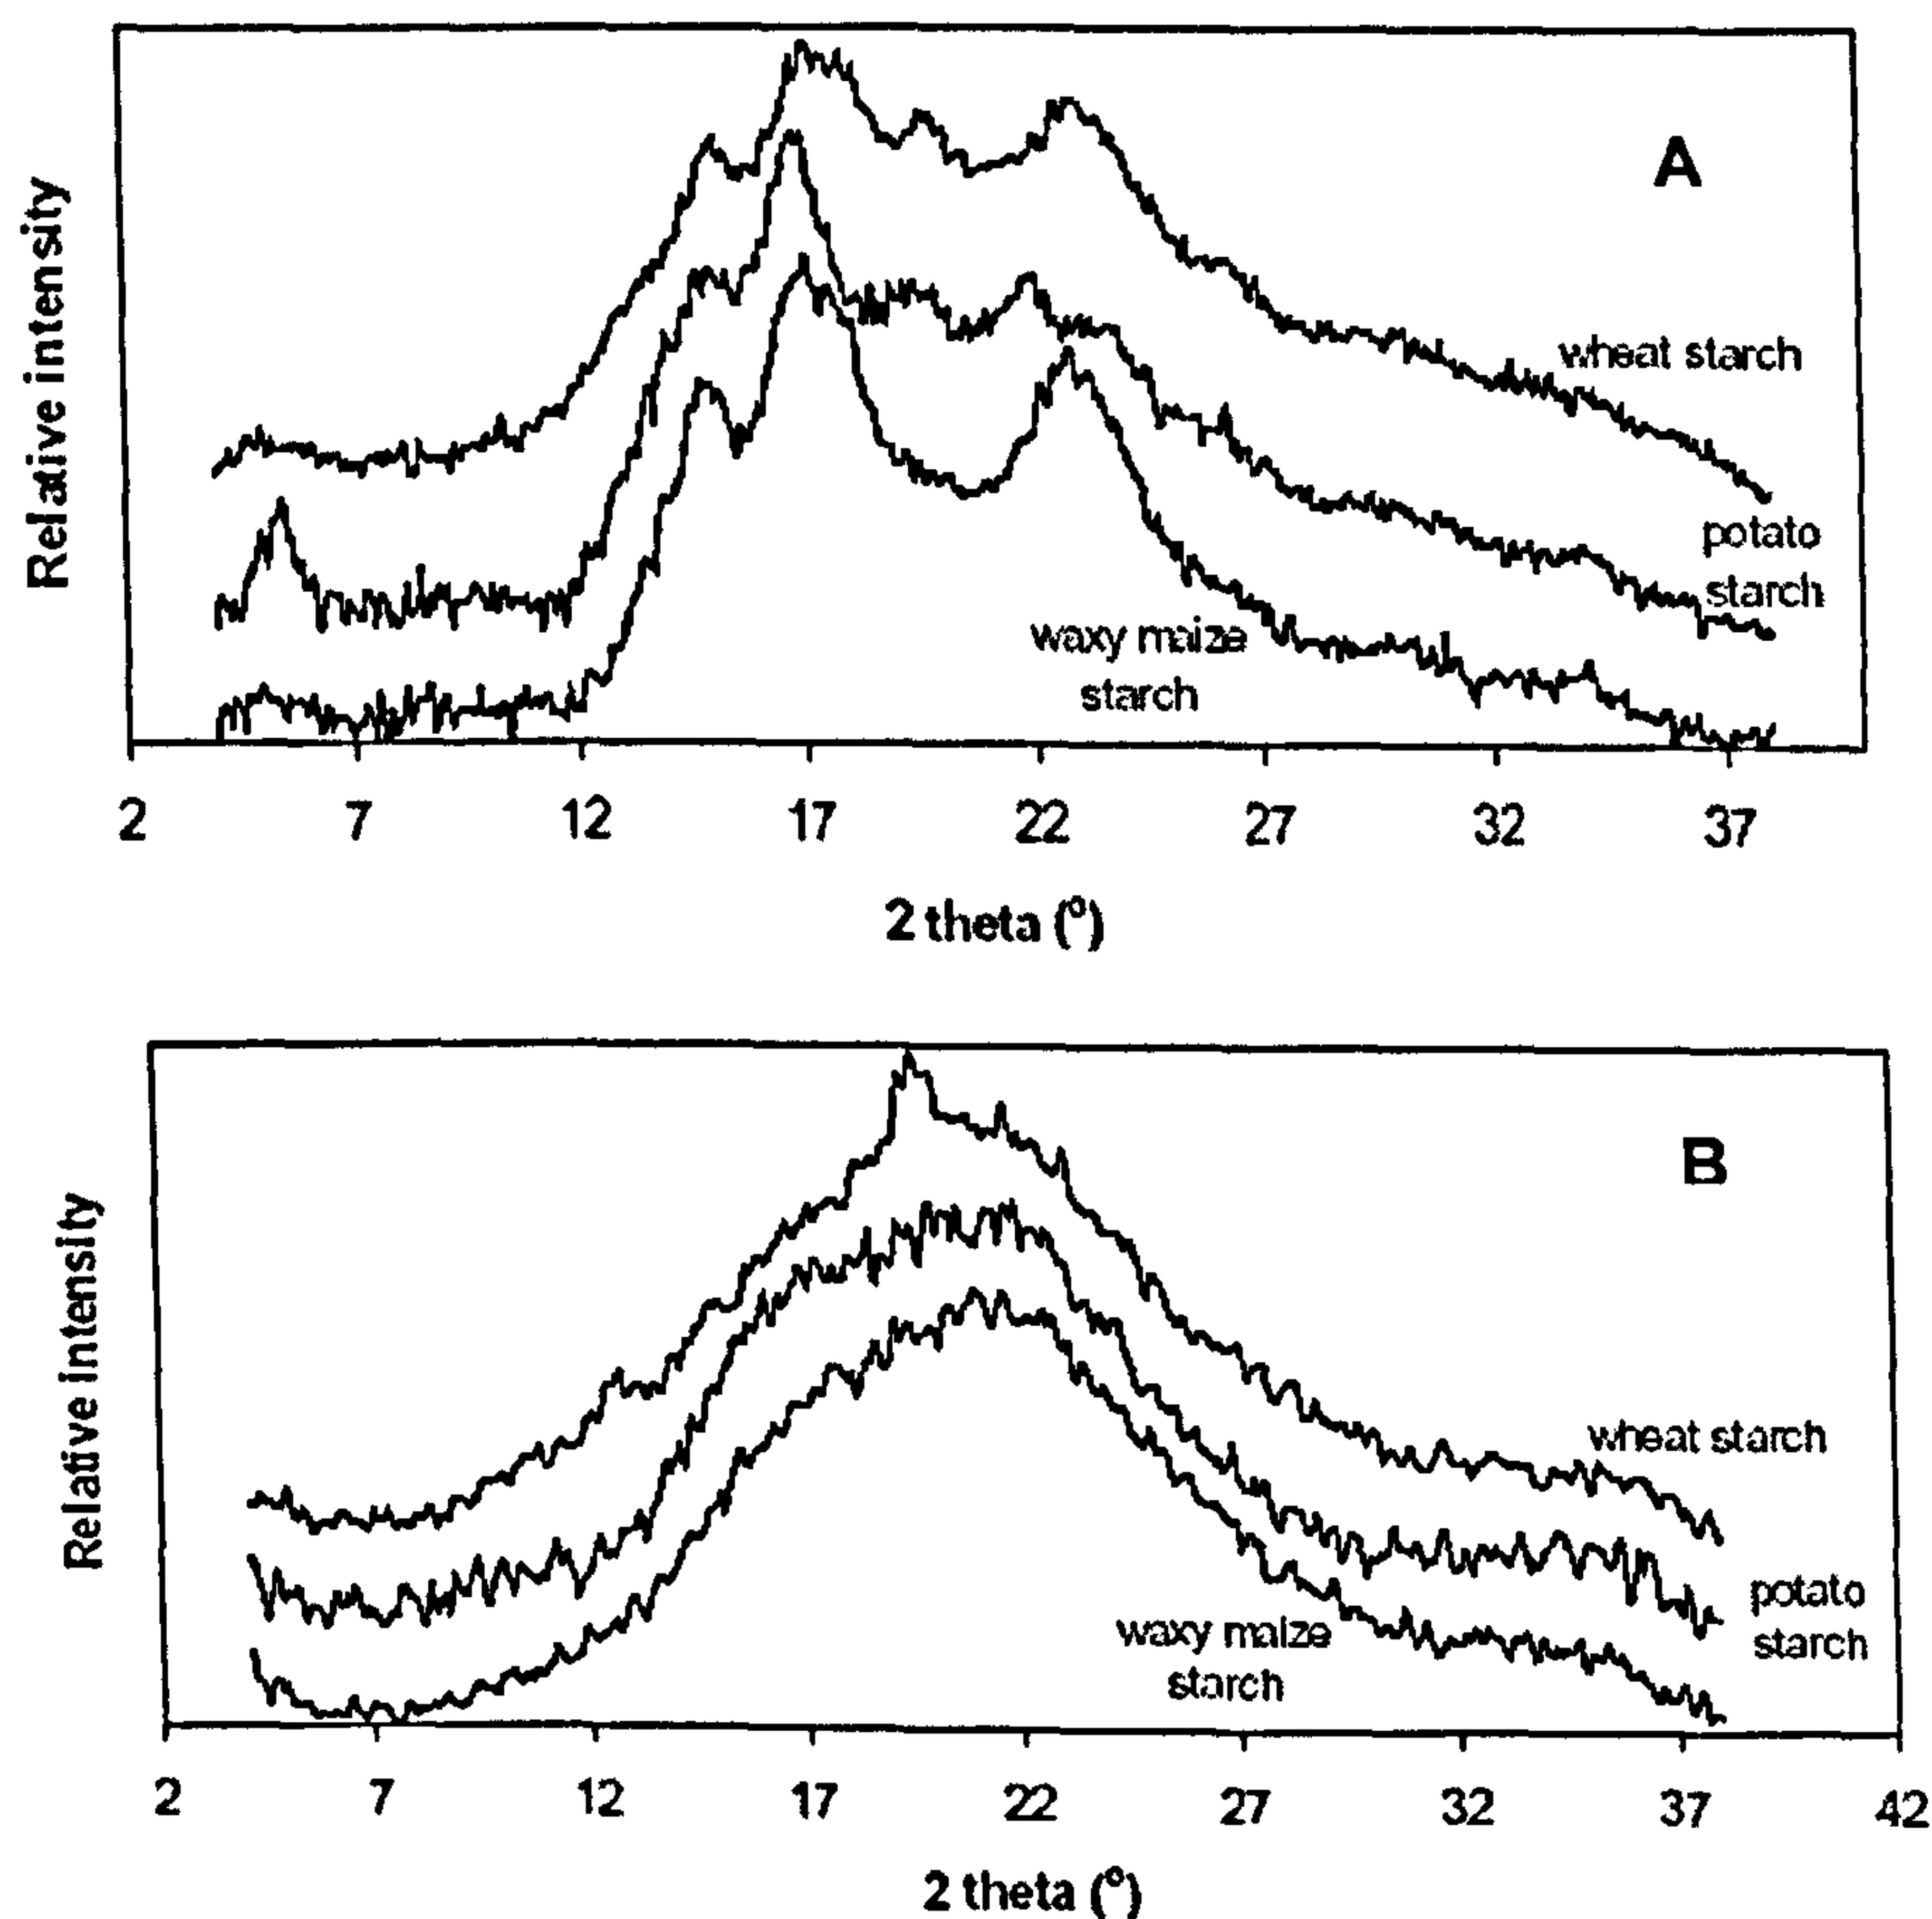 A
Relative intensity
wheat starch
potato
starch
waxy maize
starch
2 7 12 17 22 27 32 37
2 theta (º)
B
Relative intensity
wheat starch
potato
starch
waxy maize
starch
2 7 12 17 22 27 32 37 42
2 theta (º)